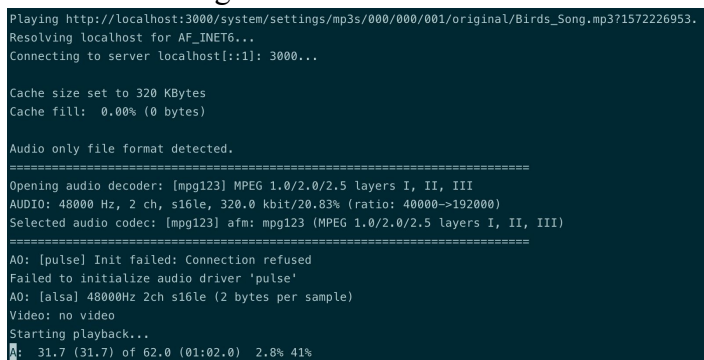 Playing http://localhost:3000/system/settings/mp3s/000/000/001/original/Birds_Song.mp3?1572226953.
Resolving localhost for AF_INET6...
Connecting to server localhost[::1]: 3000...
Cache size set to 320 KBytes
Cache fill:  0.00% (0 bytes)
Audio only file format detected.
==========================================================================
Opening audio decoder: [mpg123] MPEG 1.0/2.0/2.5 layers I, II, III
AUDIO: 48000 Hz, 2 ch, s16le, 320.0 kbit/20.83% (ratio: 40000->192000)
Selected audio codec: [mpg123] afm: mpg123 (MPEG 1.0/2.0/2.5 layers I, II, III)
==========================================================================
AO: [pulse] Init failed: Connection refused
Failed to initialize audio driver 'pulse'
AO: [alsa] 48000Hz 2ch s16le (2 bytes per sample)
Video: no video
Starting playback...
A:  31.7 (31.7) of 62.0 (01:02.0)  2.8% 41%